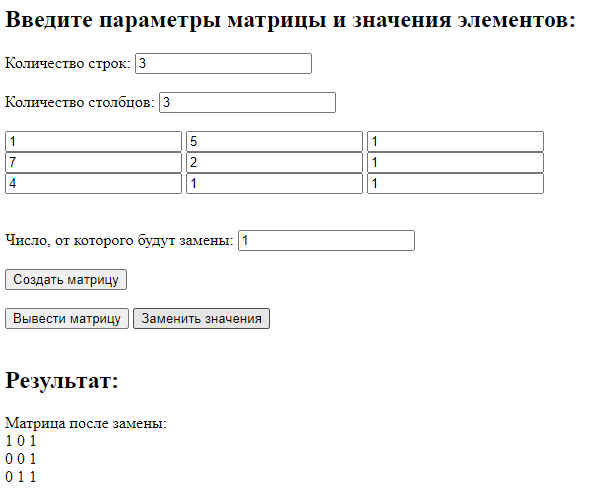 Введите параметры матрицы и значения элементов:
Количество строк: 3
Количество столбцов: 3
1 5 1
7 2 1
4 1 1
Число, от которого будут замены: 1
Создать матрицу
Вывести матрицу Заменить значения
Результат:
Матрица после замены:
1 0 1
0 0 1
0 1 1